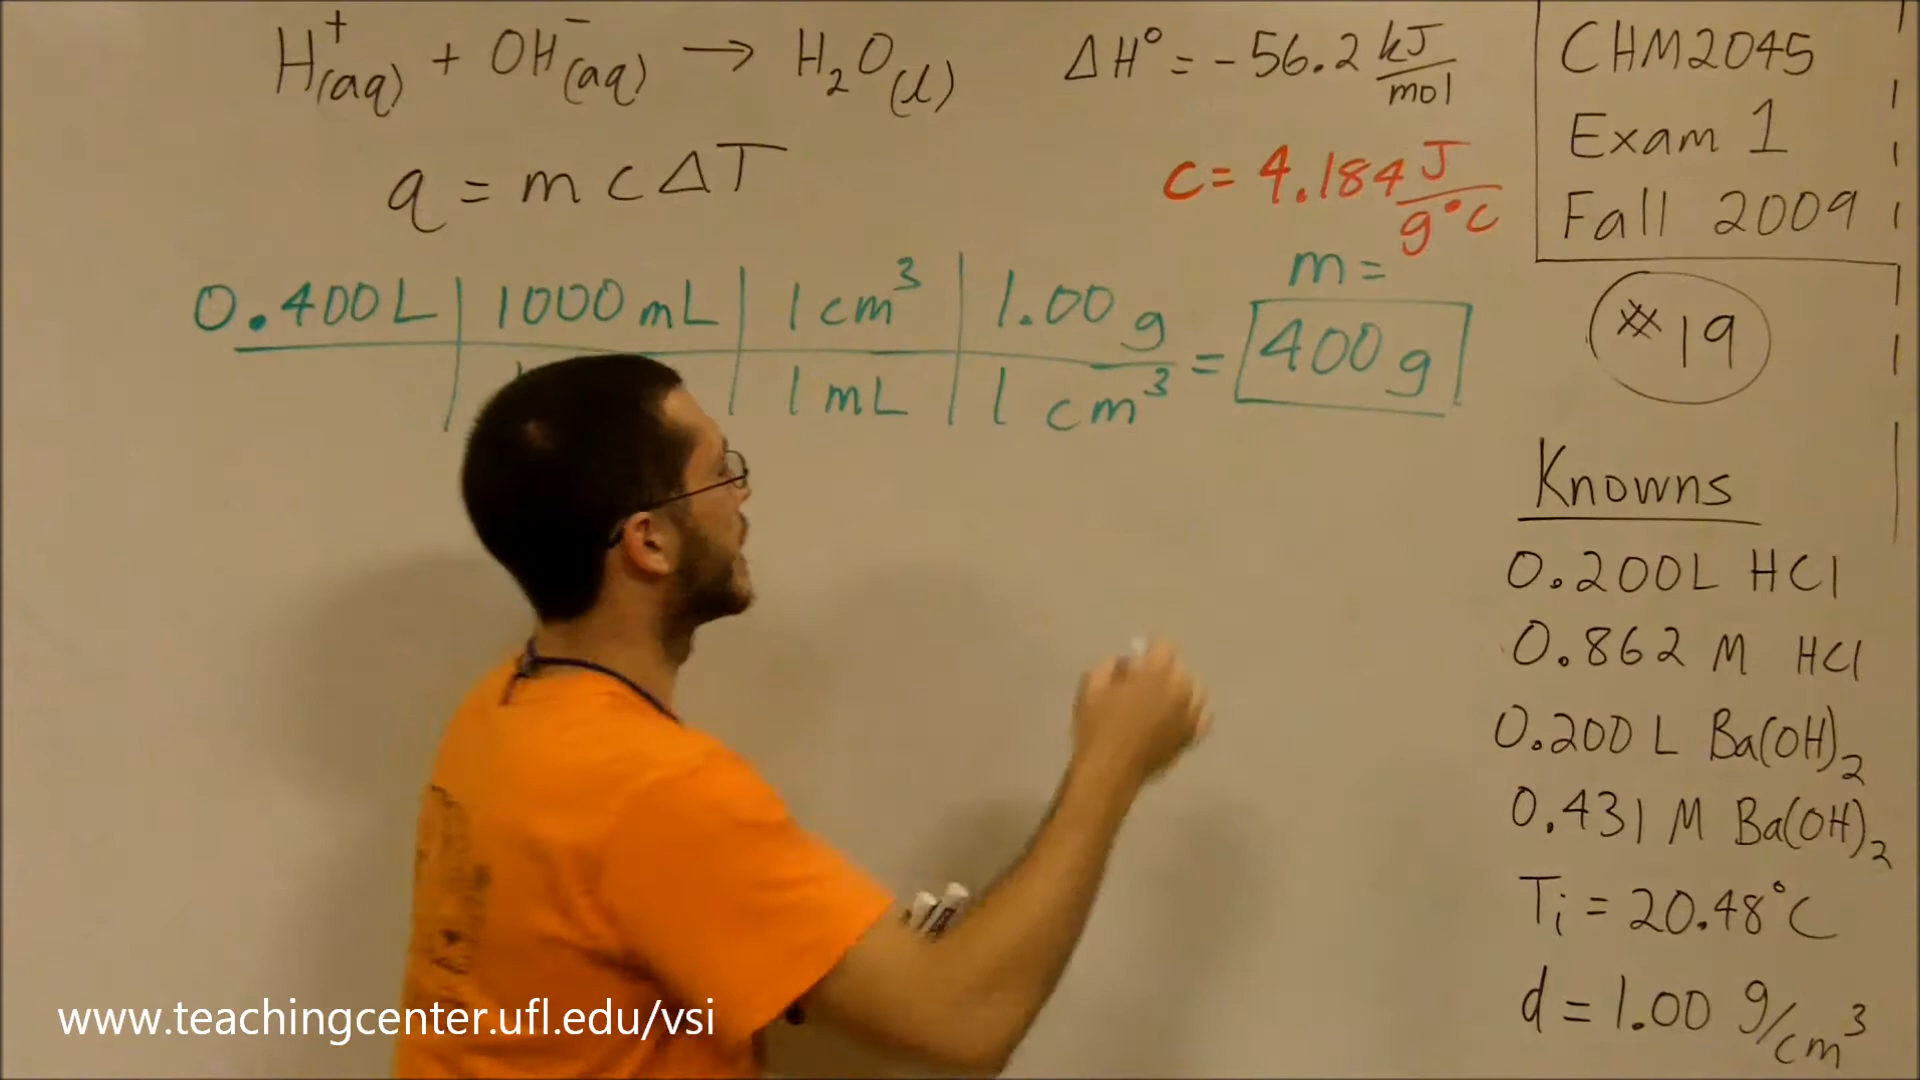 H⁺(aq) + OH⁻(aq) → H₂O(l) ΔH° = -56.2 kJ/mol
q = mcΔT
c = 4.184 J/g°C
0.400L | 1000 mL | 1 cm³ | 1.00 g
1 mL | 1 cm³
= 400 g
m =
CHM2045
Exam 1
Fall 2009
#19
Knowns
0.200L HCl
0.862 M HCl
0.200 L Ba(OH)₂
0.431 M Ba(OH)₂
Ti = 20.48°C
d = 1.00 g/cm³
www.teachingcenter.ufl.edu/vsi